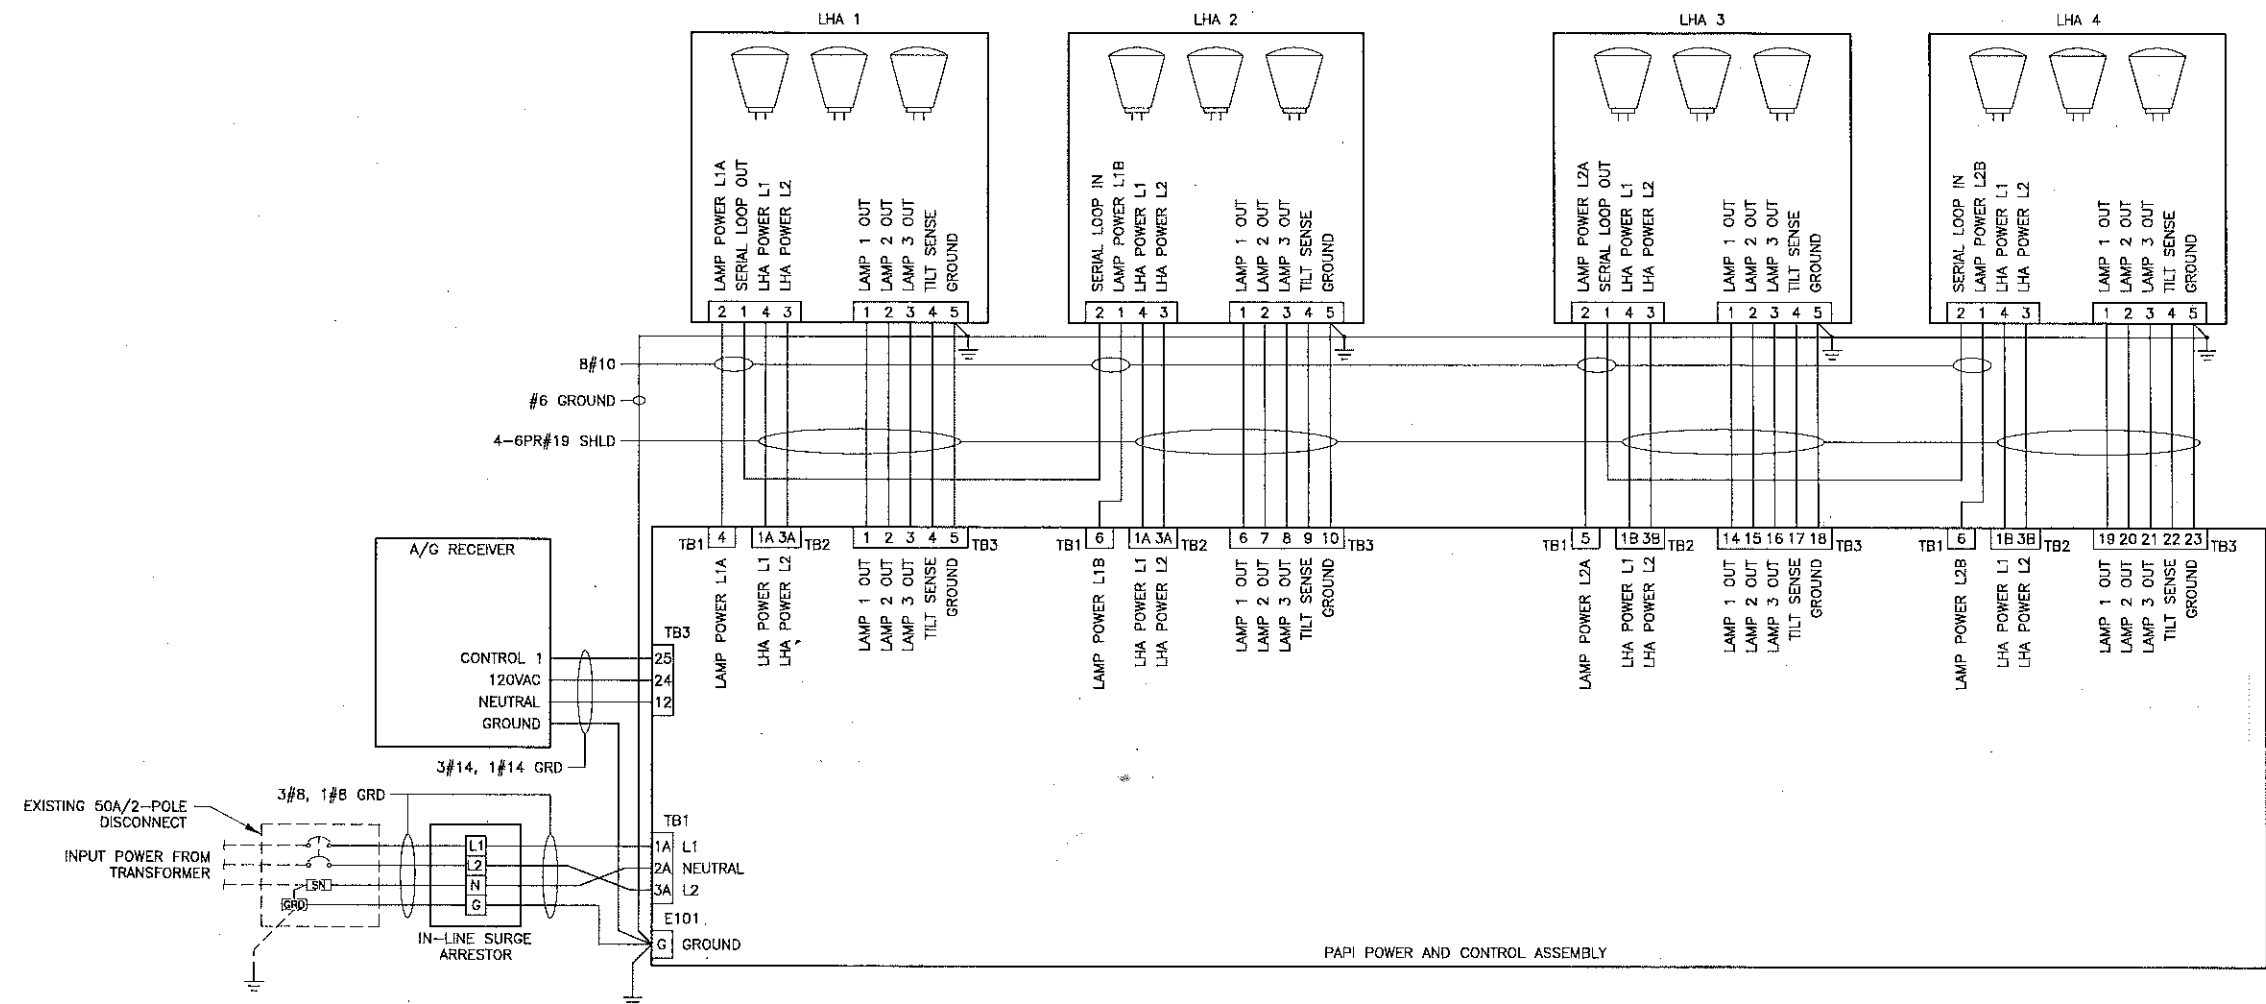 LHA 1
LHA 2
LHA 3
LHA 4
LAMP POWER L1A
SERIAL LOOP OUT
LHA POWER L1
LHA POWER L2
LAMP 1 OUT
LAMP 2 OUT
LAMP 3 OUT
TILT SENSE
GROUND
SERIAL LOOP IN
LAMP POWER L1B
LHA POWER L1
LHA POWER L2
LAMP 1 OUT
LAMP 2 OUT
LAMP 3 OUT
TILT SENSE
GROUND
LAMP POWER L2A
SERIAL LOOP OUT
LHA POWER L1
LHA POWER L2
LAMP 1 OUT
LAMP 2 OUT
LAMP 3 OUT
TILT SENSE
GROUND
SERIAL LOOP IN
LAMP POWER L2B
LHA POWER L1
LHA POWER L2
LAMP 1 OUT
LAMP 2 OUT
LAMP 3 OUT
TILT SENSE
GROUND
2 1 4 3
1 2 3 4 5
2 1 4 3
1 2 3 4 5
2 1 4 3
1 2 3 4 5
2 1 4 3
1 2 3 4 5
8#10
#6 GROUND
4-6PR#19 SHLD
TB1 4
1A 3A TB2
1 2 3 4 5 TB3
TB1 6
1A 3A TB2
6 7 8 9 10 TB3
TB1 5
1B 3B TB2
14 15 16 17 18 TB3
TB1 6
1B 3B TB2
19 20 21 22 23 TB3
LAMP POWER L1A
LHA POWER L1
LHA POWER L2
LAMP 1 OUT
LAMP 2 OUT
LAMP 3 OUT
TILT SENSE
GROUND
LAMP POWER L1B
LHA POWER L1
LHA POWER L2
LAMP 1 OUT
LAMP 2 OUT
LAMP 3 OUT
TILT SENSE
GROUND
LAMP POWER L2A
LHA POWER L1
LHA POWER L2
LAMP 1 OUT
LAMP 2 OUT
LAMP 3 OUT
TILT SENSE
GROUND
LAMP POWER L2B
LHA POWER L1
LHA POWER L2
LAMP 1 OUT
LAMP 2 OUT
LAMP 3 OUT
TILT SENSE
GROUND
A/G RECEIVER
TB3
CONTROL 1 25
120VAC 24
NEUTRAL 12
GROUND
3#14, 1#14 GRD
3#8, 1#8 GRD
EXISTING 50A/2-POLE
DISCONNECT
INPUT POWER FROM
TRANSFORMER
SN
GRD
L1
L2
N
G
IN-LINE SURGE
ARRESTOR
TB1
1A L1
2A NEUTRAL
3A L2
E101
G GROUND
PAPI POWER AND CONTROL ASSEMBLY